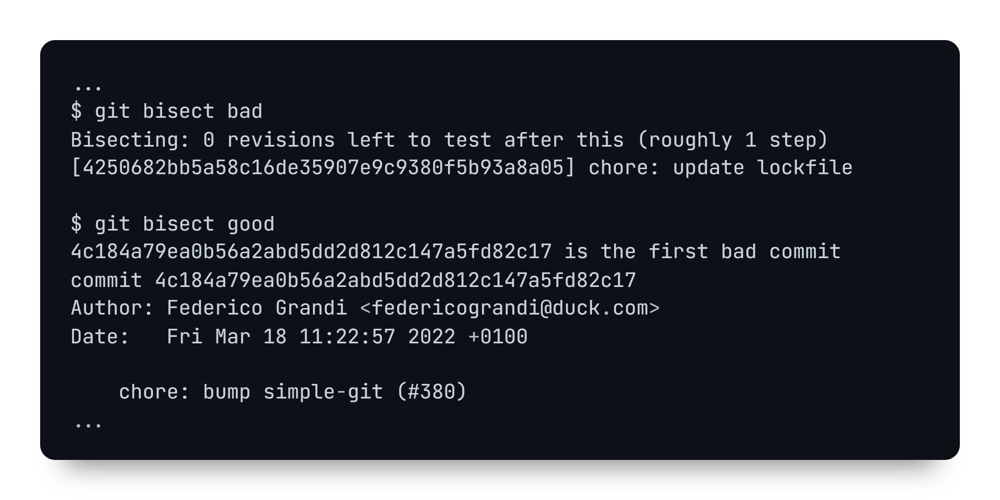 ...
$ git bisect bad
Bisecting: 0 revisions left to test after this (roughly 1 step)
[4250682bb5a58c16de35907e9c9380f5b93a8a05] chore: update lockfile
$ git bisect good
4c184a79ea0b56a2abd5dd2d812c147a5fd82c17 is the first bad commit
commit 4c184a79ea0b56a2abd5dd2d812c147a5fd82c17
Author: Federico Grandi <federicograndi@duck.com>
Date:   Fri Mar 18 11:22:57 2022 +0100
    chore: bump simple-git (#380)
...